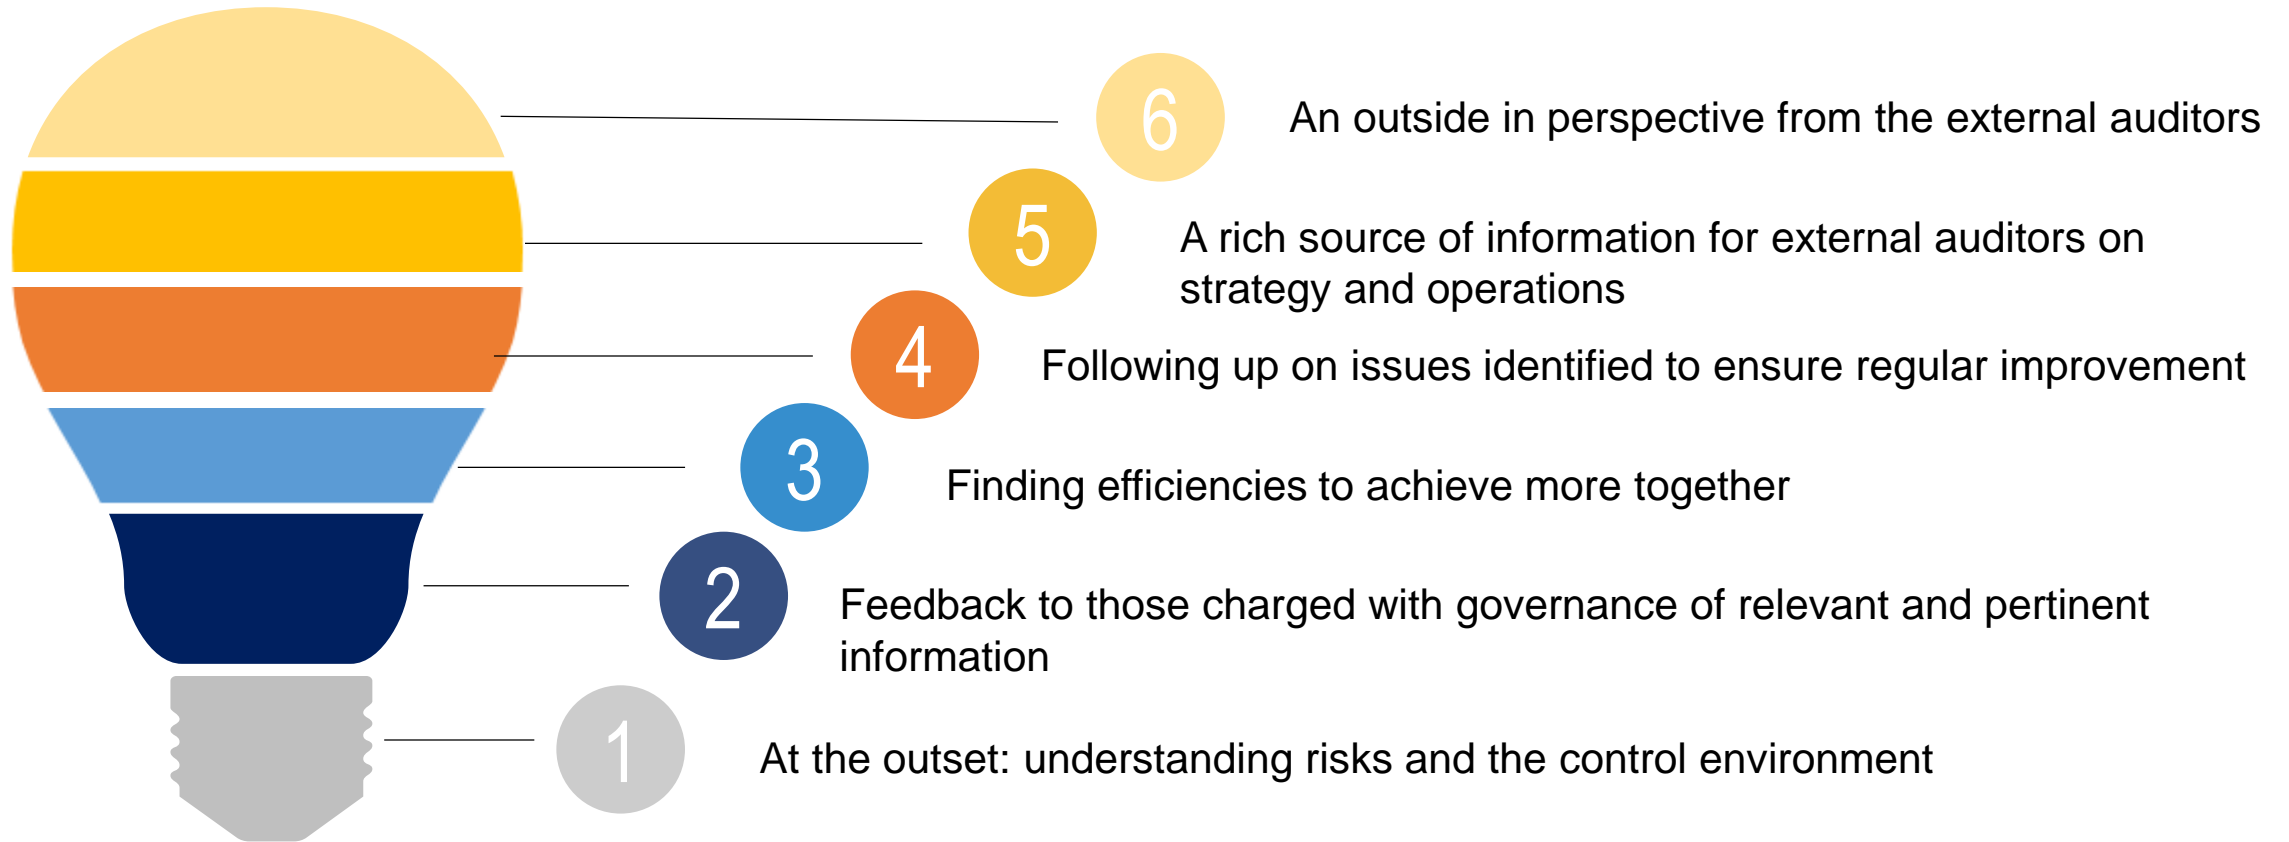 6
An outside in perspective from the external auditors
5
A rich source of information for external auditors on
strategy and operations
4
Following up on issues identified to ensure regular improvement
3
Finding efficiencies to achieve more together
2
Feedback to those charged with governance of relevant and pertinent
information
1
At the outset: understanding risks and the control environment